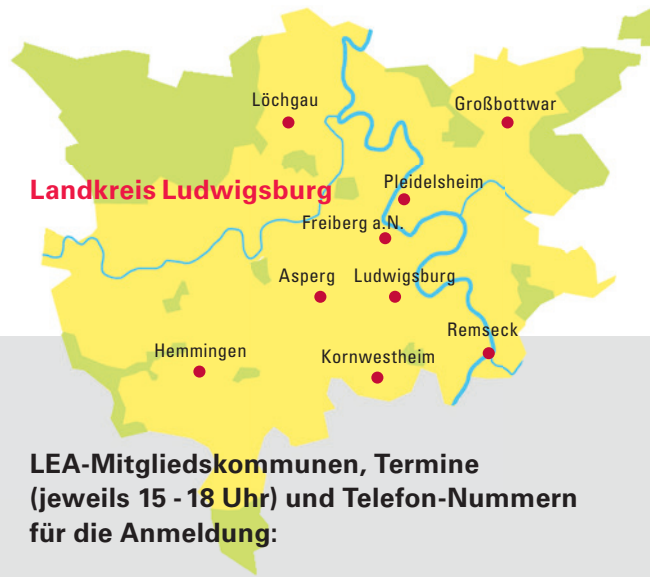 Löchgau
Großbottwar
Landkreis Ludwigsburg
Pleidelsheim
Freiberg a.N.
Asperg
Ludwigsburg
Remseck
Hemmingen
Kornwestheim
LEA-Mitgliedskommunen, Termine
(jeweils 15 - 18 Uhr) und Telefon-Nummern
für die Anmeldung: